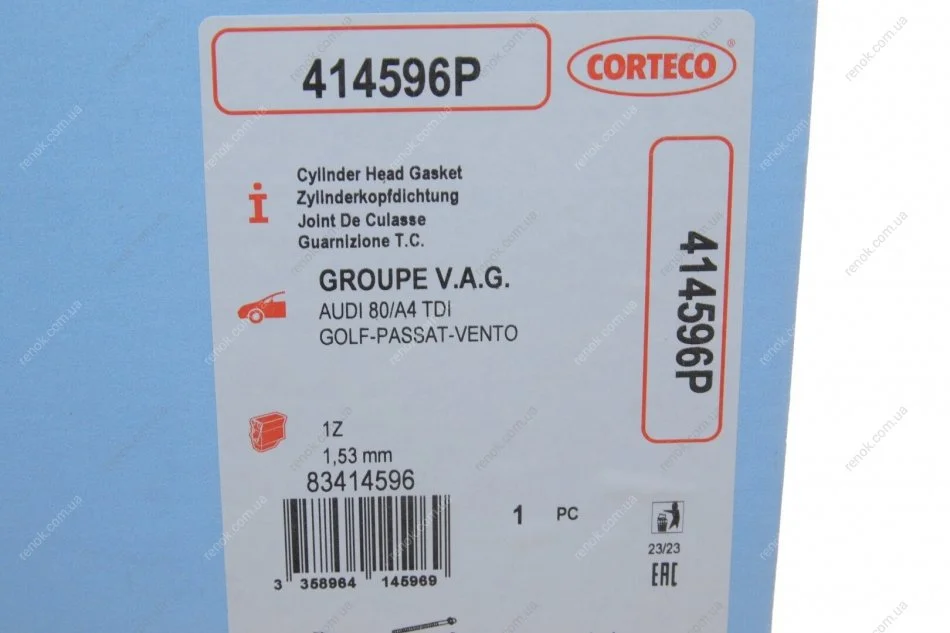 414596P
CORTECO®
414596P
i
Cylinder Head Gasket
Zylinderkopfdichtung
Joint De Culasse
Guarnizione T.C.
GROUPE V.A.G.
AUDI 80/A4 TDI
GOLF-PASSAT-VENTO
1Z
1,53 mm
83414596
3 358964 145969
1 PC
23/23
EAC
renok.com.ua